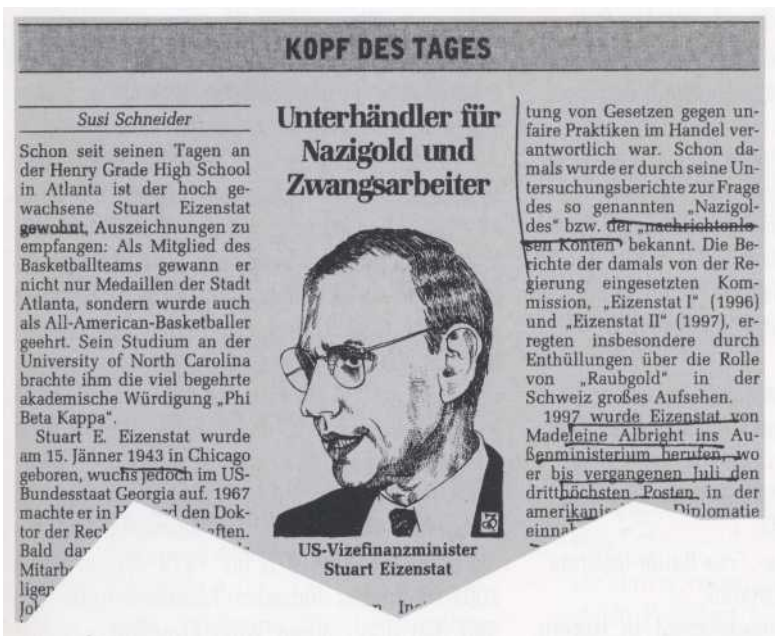 KOPF DES TAGES
Susi Schneider
Schon seit seinen Tagen an
der Henry Grade High School
in Atlanta ist der hoch ge-
wachsene Stuart Eizenstat
gewohnt, Auszeichnungen zu
empfangen: Als Mitglied des
Basketballteams gewann er
nicht nur Medaillen der Stadt
Atlanta, sondern wurde auch
als All-American-Basketballer
geehrt. Sein Studium an der
University of North Carolina
brachte ihm die viel begehrte
akademische Würdigung „Phi
Beta Kappa“.
Stuart E. Eizenstat wurde
am 15. Jänner 1943 in Chicago
geboren, wuchs jedoch im US-
Bundesstaat Georgia auf. 1967
machte er in den Dok-
tor der
Bald
Unterhändler für
Nazigold und
Zwangsarbeiter
US-Vizefinanzminister
Stuart Eizenstat
tung von Gesetzen gegen un-
faire Praktiken im Handel ver-
antwortlich war. Schon da-
mals wurde er durch seine Un-
tersuchungsberichte zur Frage
des so genannten „Nazigol-
des“ bzw. der „nachrichtenlo-
sen Konten“ bekannt. Die Be-
richte der damals von der Re-
gierung eingesetzten Kom-
mission, „Eizenstat I“ (1996)
und „Eizenstat II“ (1997), er-
regten insbesondere durch
Enthüllungen über die Rolle
von „Raubgold“ in der
Schweiz großes Aufsehen.
1997 wurde Eizenstat von
Madeleine Albright ins Au-
ßenministerium berufen, wo
er bis vergangenen Juli den
dritthöchsten Posten in der
Diplomatie